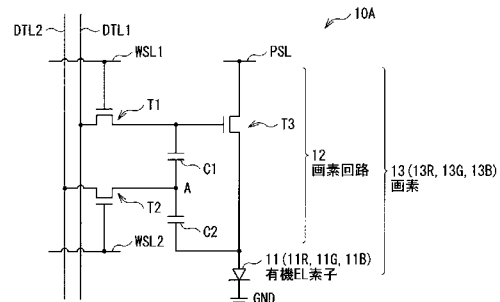 10A
DTL2
DTL1
WSL1
PSL
T1
T3
12
画素回路
13 (13R, 13G, 13B)
画素
C1
A
T2
C2
WSL2
11 (11R, 11G, 11B)
有機EL素子
GND